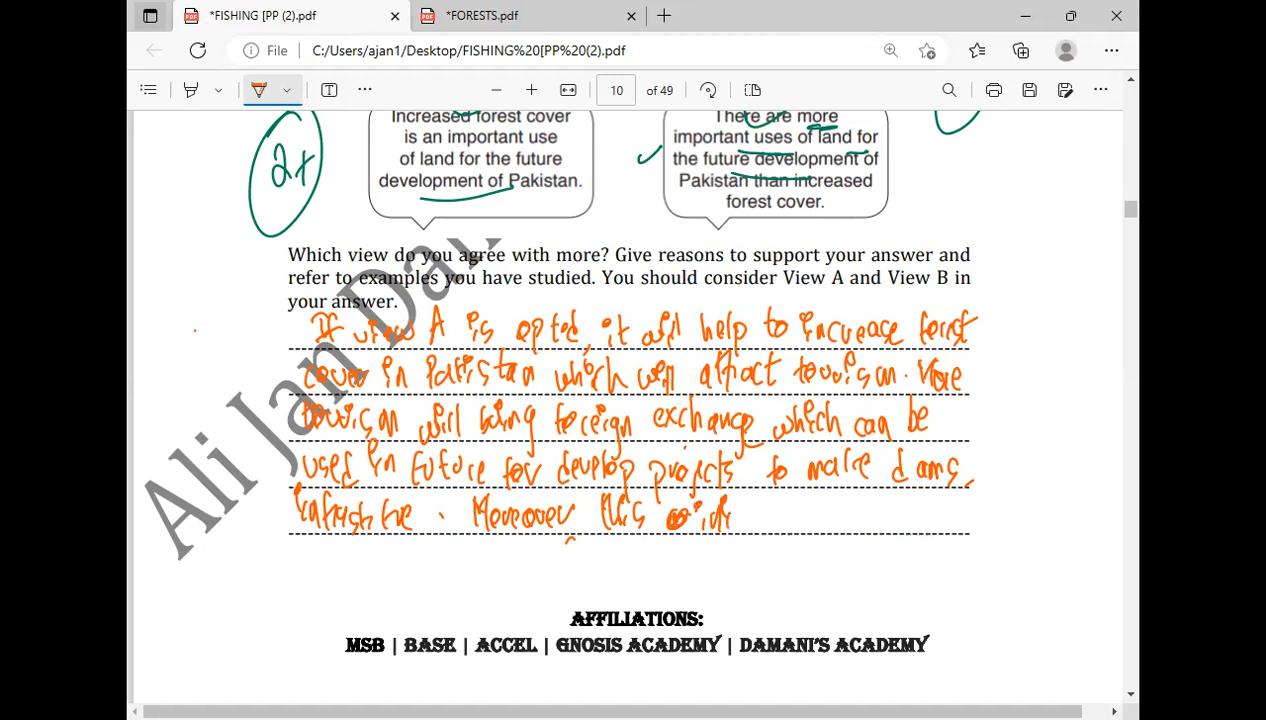 *FISHING [PP (2).pdf
*FORESTS.pdf
File
C:/Users/ajan1/Desktop/FISHING%20[PP%20(2).pdf
10 of 49
2+
Increased forest cover
is an important use
of land for the future
development of Pakistan.
There are more
important uses of land for
the future development of
Pakistan than increased
forest cover.
Which view do you agree with more? Give reasons to support your answer and
refer to examples you have studied. You should consider View A and View B in
your answer.
If view A is opted, it will help to increase forest
cover in Pakistan which will attract tourism. More
tourism will bring foreign exchange which can be
used in future for develop projects to make dams,
Moreover this
Ali Jan Dam
AFFILIATIONS:
MSB | BASE | ACCEL | GNOSIS ACADEMY | DAMANI'S ACADEMY